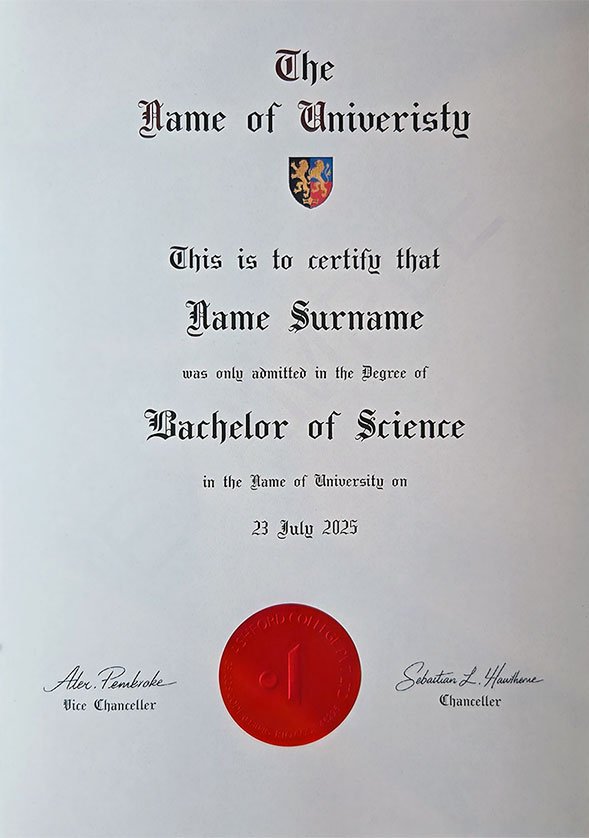 The
Name of Univeristy
This is to certify that
Name Surname
was only admitted in the Degree of
Bachelor of Science
in the Name of University on
23 July 2025
Alex. Pembroke
Vice Chanceller
Sebastian L. Hawthorne
Chanceller